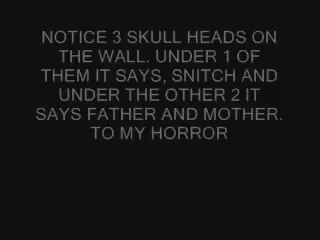 NOTICE 3 SKULL HEADS ON
THE WALL. UNDER 1 OF
THEM IT SAYS, SNITCH AND
UNDER THE OTHER 2 IT
SAYS FATHER AND MOTHER.
TO MY HORROR